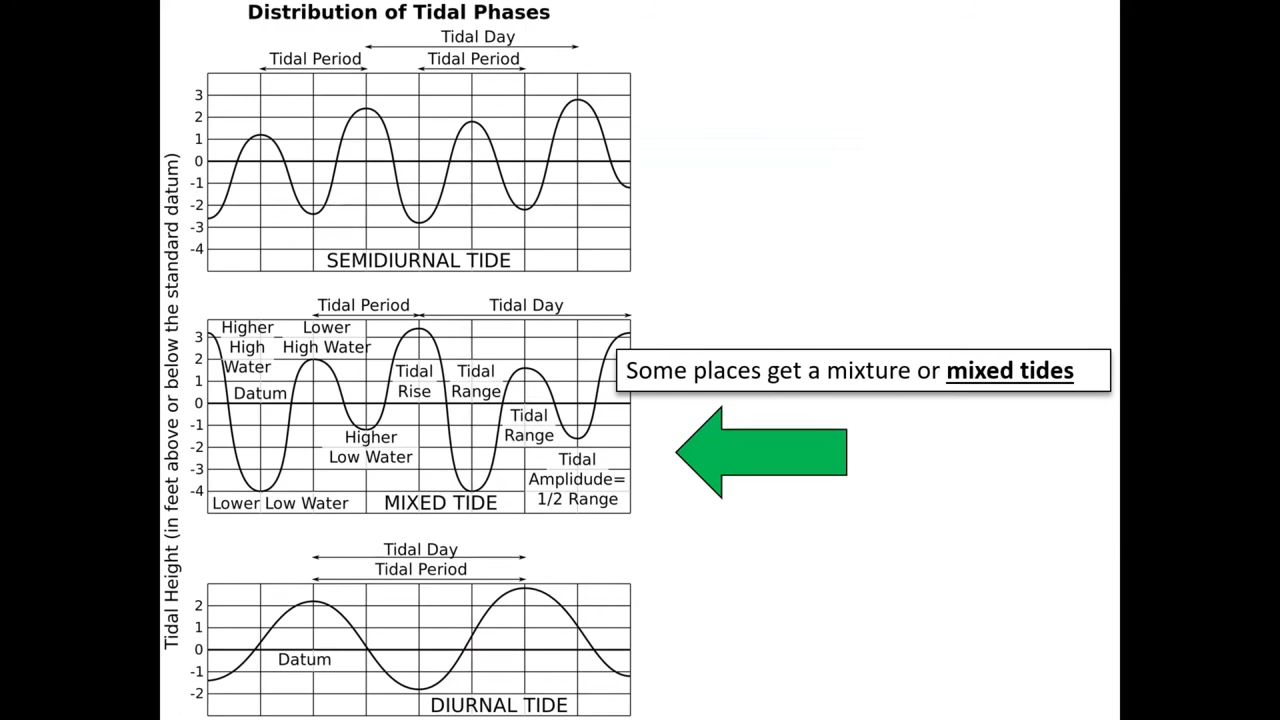 Distribution of Tidal Phases
Tidal Day
Tidal Period
Tidal Period
Tidal Height (in feet above or below the standard datum)
3
2
1
0
-1
-2
-3
-4
SEMIDIURNAL TIDE
Tidal Period
Tidal Day
Higher
High
Water
Lower
High Water
3
2
1
0
-1
-2
-3
-4
Datum
Tidal
Rise
Tidal
Range
Tidal
Range
Higher
Low Water
Tidal
Amplidude=
1/2 Range
Lower Low Water
MIXED TIDE
Some places get a mixture or mixed tides
Tidal Day
Tidal Period
2
1
0
-1
-2
Datum
DIURNAL TIDE